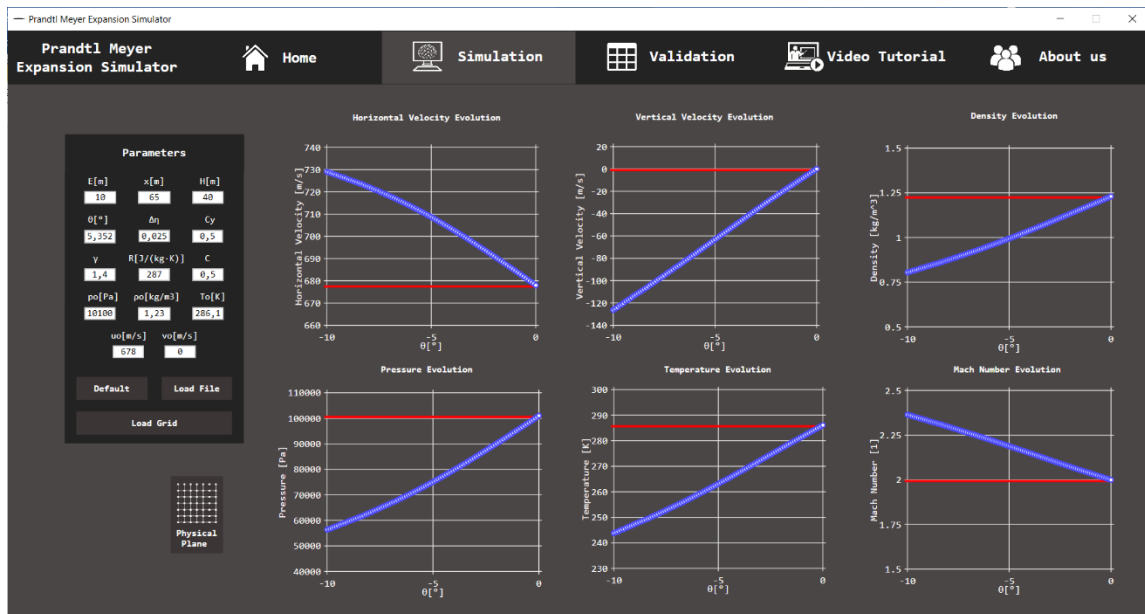 Prandtl Meyer Expansion Simulator
Prandtl Meyer
Expansion Simulator
Home
Simulation
Validation
Video Tutorial
About us
Parameters
E[m] x[m] H[m]
10 65 40
θ[°] Δη Cy
5,352 0,025 0,5
γ R[J/(kg·K)] C
1,4 287 0,5
po[Pa] ρo[kg/m3] To[K]
10100 1,23 286,1
uo[m/s] vo[m/s]
678 0
Default Load File
Load Grid
Physical
Plane
Horizontal Velocity Evolution
Horizontal Velocity [m/s]
740
730
720
710
700
690
680
670
660
-10 -5 0
θ[°]
Vertical Velocity Evolution
Vertical Velocity [m/s]
20
0
-20
-40
-60
-80
-100
-120
-140
-10 -5 0
θ[°]
Density Evolution
Density [kg/m^3]
1.5
1.25
1
0.75
0.5
-10 -5 0
θ[°]
Pressure Evolution
Pressure [Pa]
110000
100000
90000
80000
70000
60000
50000
40000
-10 -5 0
θ[°]
Temperature Evolution
Temperature [K]
300
290
280
270
260
250
240
230
-10 -5 0
θ[°]
Mach Number Evolution
Mach Number [1]
2.5
2.25
2
1.75
1.5
-10 -5 0
θ[°]